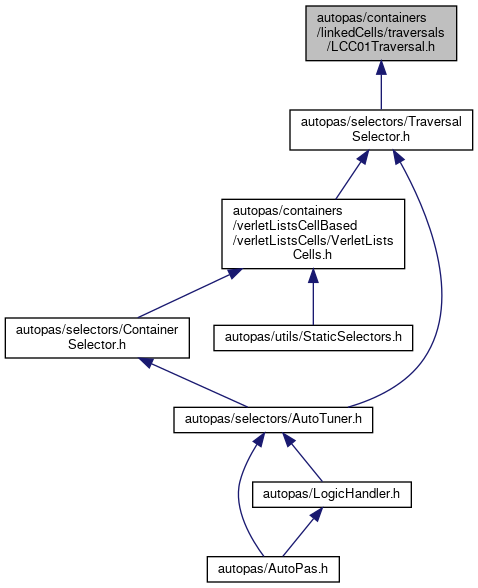 autopas/containers
/linkedCells/traversals
/LCC01Traversal.h
autopas/selectors/Traversal
Selector.h
autopas/containers
/verletListsCellBased
/verletListsCells/VerletLists
Cells.h
autopas/selectors/Container
Selector.h
autopas/utils/StaticSelectors.h
autopas/selectors/AutoTuner.h
autopas/LogicHandler.h
autopas/AutoPas.h